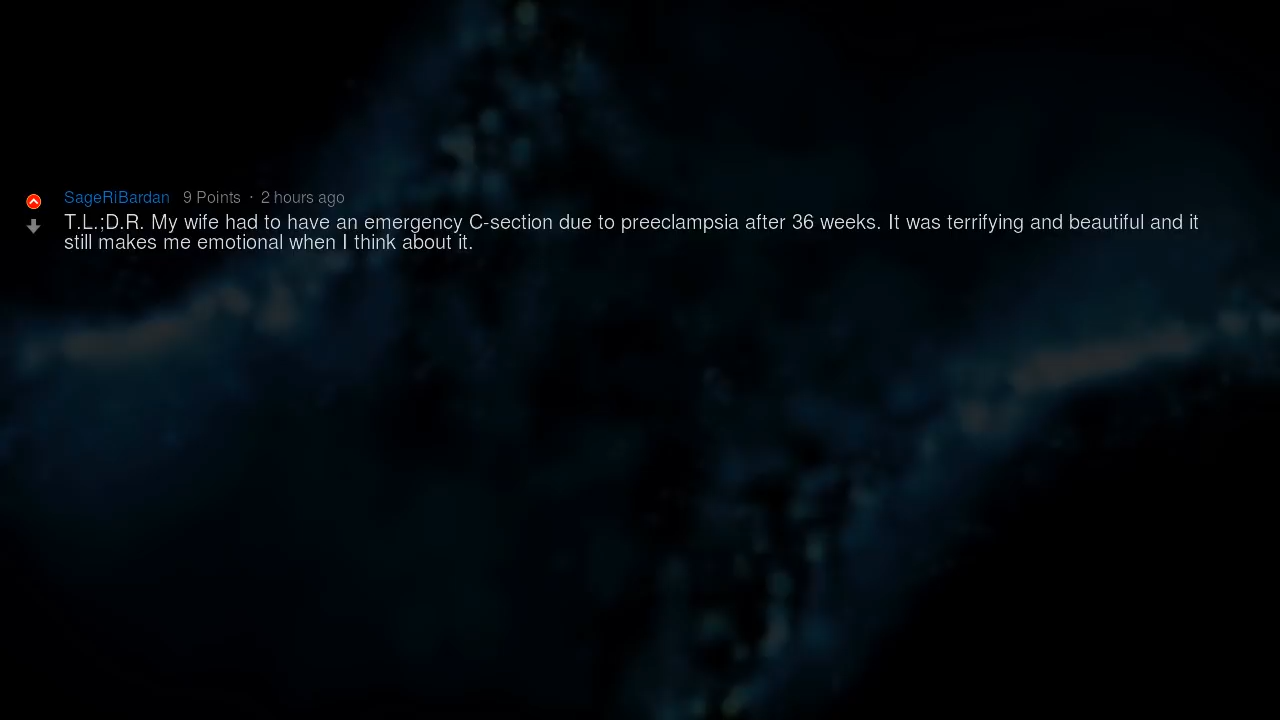 SageRiBardan 9 Points · 2 hours ago
T.L.;D.R. My wife had to have an emergency C-section due to preeclampsia after 36 weeks. It was terrifying and beautiful and it
still makes me emotional when I think about it.